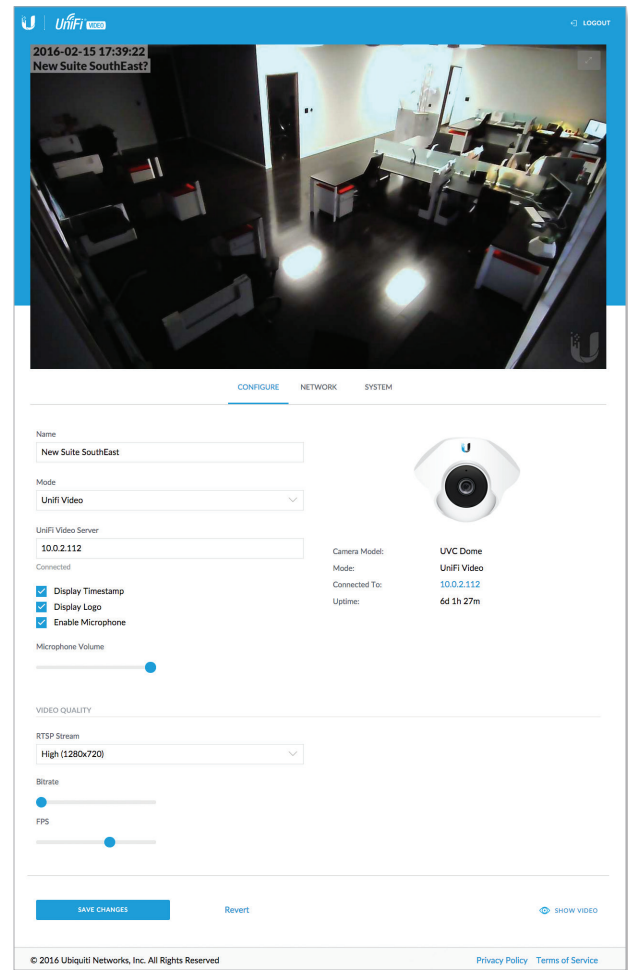 U UniFi VIDEO LOGOUT
2016-02-15 17:39:22
New Suite SouthEast?
CONFIGURE NETWORK SYSTEM
Name
New Suite SouthEast
Mode
Unifi Video
UniFi Video Server
10.0.2.112
Connected
Display Timestamp
Display Logo
Enable Microphone
Microphone Volume
U
Camera Model: UVC Dome
Mode: UniFi Video
Connected To: 10.0.2.112
Uptime: 6d 1h 27m
VIDEO QUALITY
RTSP Stream
High (1280x720)
Bitrate
FPS
SAVE CHANGES Revert SHOW VIDEO
© 2016 Ubiquiti Networks, Inc. All Rights Reserved Privacy Policy Terms of Service